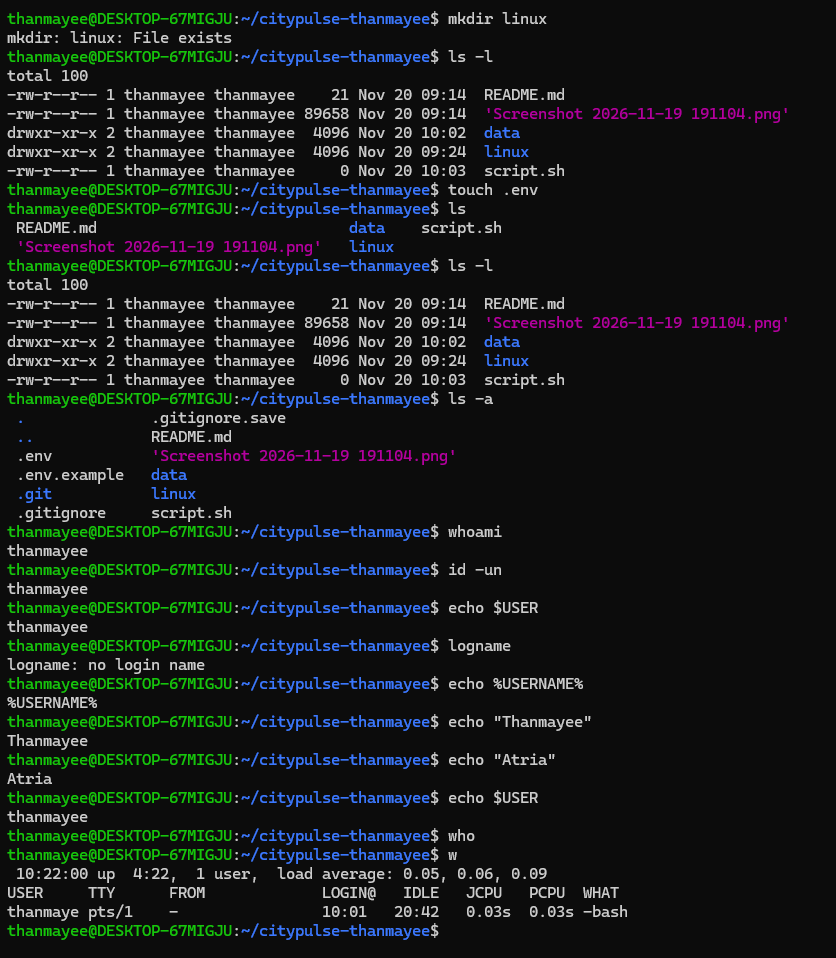 thanmayee@DESKTOP-67MIGJU:~/citypulse-thanmayee$ mkdir linux
mkdir: linux: File exists
thanmayee@DESKTOP-67MIGJU:~/citypulse-thanmayee$ ls -l
total 100
-rw-r--r-- 1 thanmayee thanmayee    21 Nov 20 09:14  README.md
-rw-r--r-- 1 thanmayee thanmayee 89658 Nov 20 09:14  'Screenshot 2026-11-19 191104.png'
drwxr-xr-x 2 thanmayee thanmayee  4096 Nov 20 10:02  data
drwxr-xr-x 2 thanmayee thanmayee  4096 Nov 20 09:24  linux
-rw-r--r-- 1 thanmayee thanmayee     0 Nov 20 10:03  script.sh
thanmayee@DESKTOP-67MIGJU:~/citypulse-thanmayee$ touch .env
thanmayee@DESKTOP-67MIGJU:~/citypulse-thanmayee$ ls
 README.md                            data    script.sh
 'Screenshot 2026-11-19 191104.png'   linux
thanmayee@DESKTOP-67MIGJU:~/citypulse-thanmayee$ ls -l
total 100
-rw-r--r-- 1 thanmayee thanmayee    21 Nov 20 09:14  README.md
-rw-r--r-- 1 thanmayee thanmayee 89658 Nov 20 09:14  'Screenshot 2026-11-19 191104.png'
drwxr-xr-x 2 thanmayee thanmayee  4096 Nov 20 10:02  data
drwxr-xr-x 2 thanmayee thanmayee  4096 Nov 20 09:24  linux
-rw-r--r-- 1 thanmayee thanmayee     0 Nov 20 10:03  script.sh
thanmayee@DESKTOP-67MIGJU:~/citypulse-thanmayee$ ls -a
 .              .gitignore.save
 ..             README.md
 .env           'Screenshot 2026-11-19 191104.png'
 .env.example   data
 .git           linux
 .gitignore     script.sh
thanmayee@DESKTOP-67MIGJU:~/citypulse-thanmayee$ whoami
thanmayee
thanmayee@DESKTOP-67MIGJU:~/citypulse-thanmayee$ id -un
thanmayee
thanmayee@DESKTOP-67MIGJU:~/citypulse-thanmayee$ echo $USER
thanmayee
thanmayee@DESKTOP-67MIGJU:~/citypulse-thanmayee$ logname
logname: no login name
thanmayee@DESKTOP-67MIGJU:~/citypulse-thanmayee$ echo %USERNAME%
%USERNAME%
thanmayee@DESKTOP-67MIGJU:~/citypulse-thanmayee$ echo "Thanmayee"
Thanmayee
thanmayee@DESKTOP-67MIGJU:~/citypulse-thanmayee$ echo "Atria"
Atria
thanmayee@DESKTOP-67MIGJU:~/citypulse-thanmayee$ echo $USER
thanmayee
thanmayee@DESKTOP-67MIGJU:~/citypulse-thanmayee$ who
thanmayee@DESKTOP-67MIGJU:~/citypulse-thanmayee$ w
 10:22:00 up  4:22,  1 user,  load average: 0.05, 0.06, 0.09
USER     TTY      FROM             LOGIN@   IDLE   JCPU   PCPU  WHAT
thanmaye pts/1    -                10:01   20:42   0.03s  0.03s -bash
thanmayee@DESKTOP-67MIGJU:~/citypulse-thanmayee$